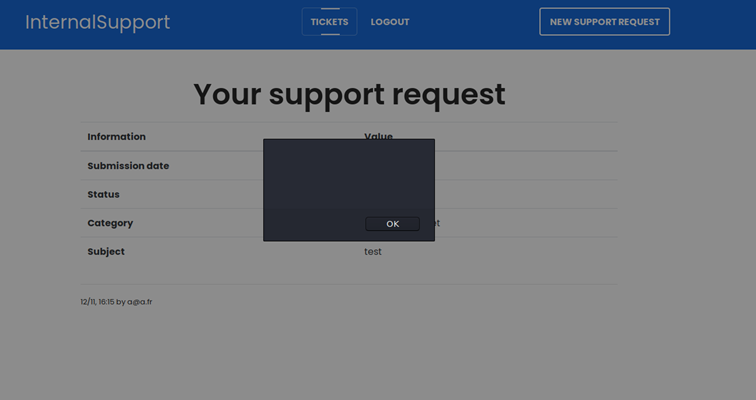 InternalSupport
TICKETS
LOGOUT
NEW SUPPORT REQUEST
Your support request
Information Value
Submission date
Status
Category
Subject test
OK
12/11, 16:15 by a@a.fr